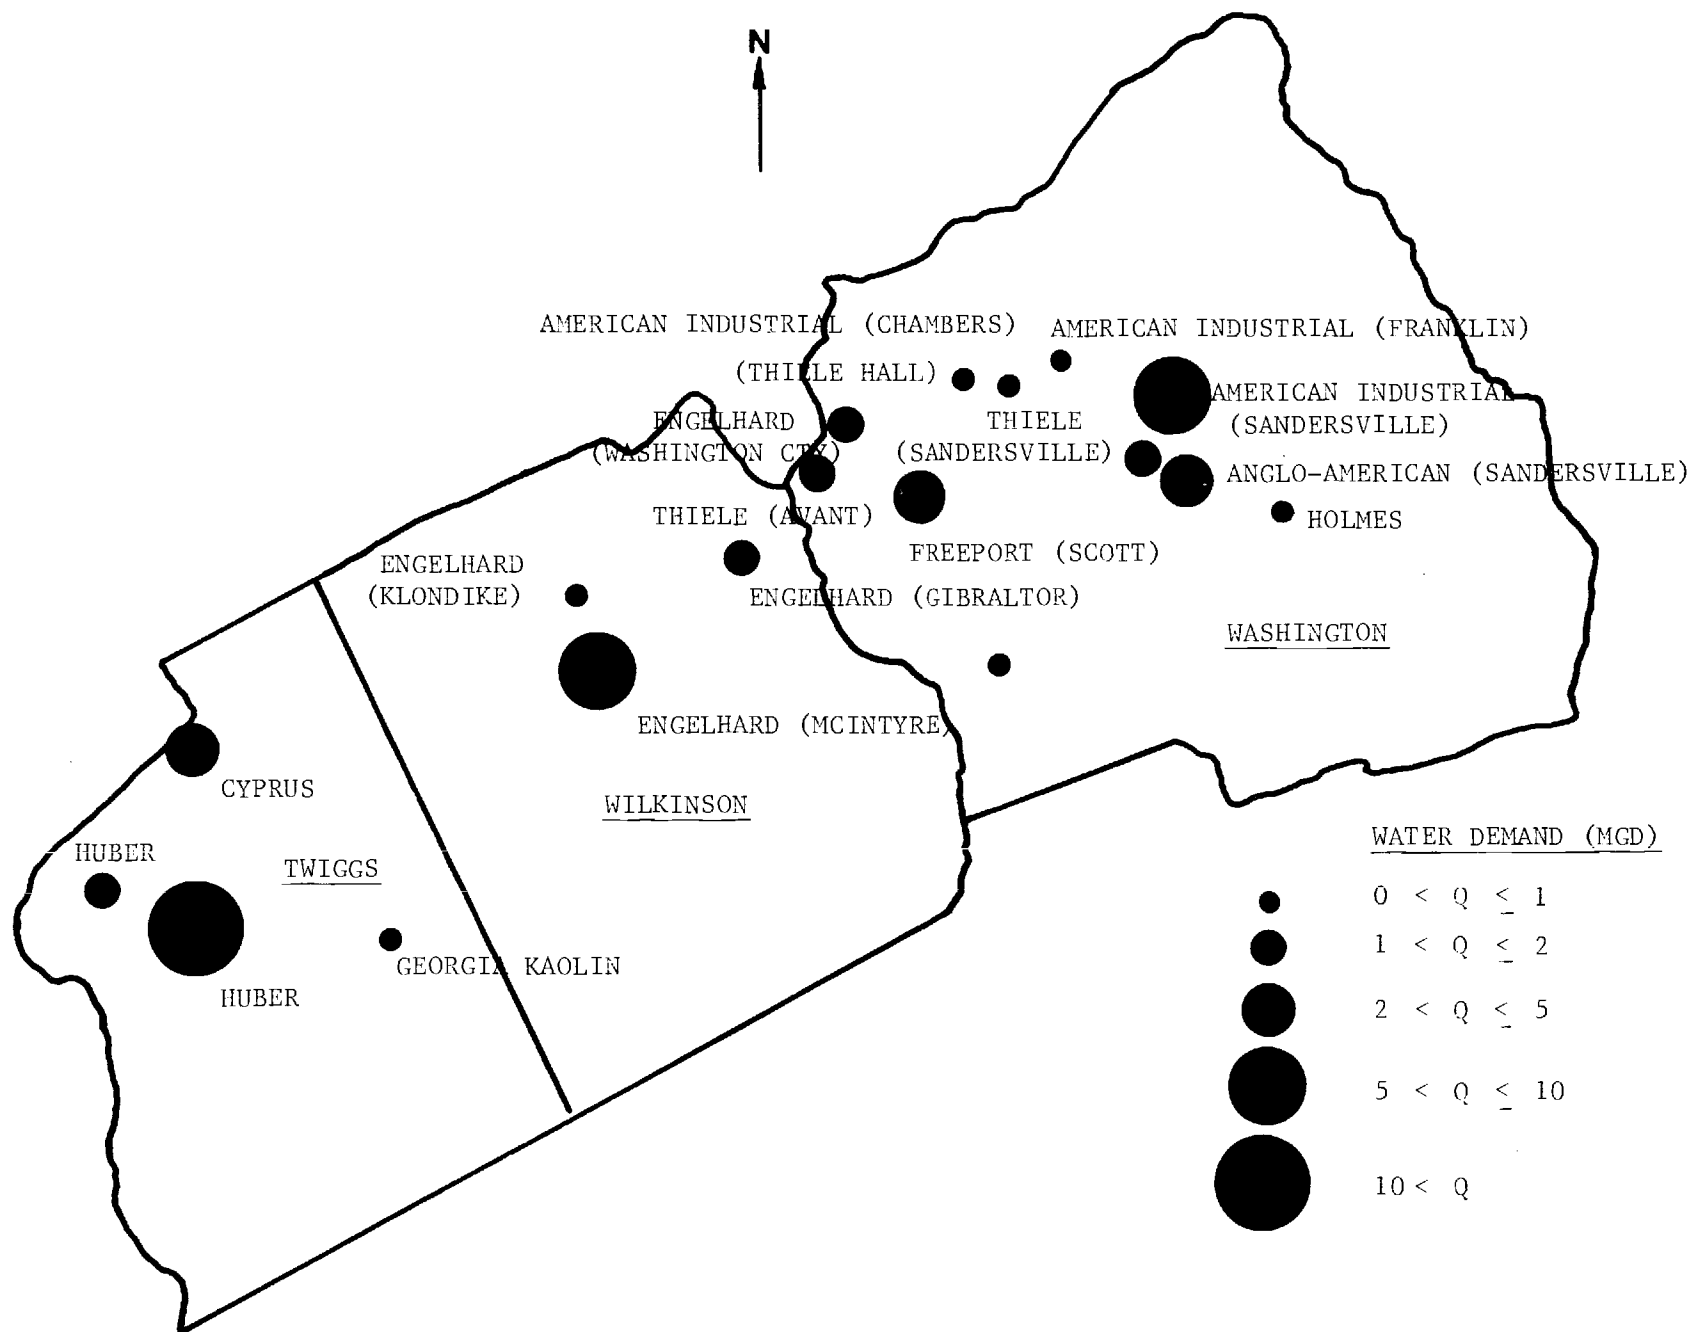 N
AMERICAN INDUSTRIAL (CHAMBERS)
AMERICAN INDUSTRIAL (FRANKLIN)
(THIELE HALL)
AMERICAN INDUSTRIAL
(SANDERSVILLE)
ENGELHARD
(WASHINGTON CTY)
THIELE
(SANDERSVILLE)
ANGLO-AMERICAN (SANDERSVILLE)
THIELE (AVANT)
HOLMES
FREEPORT (SCOTT)
ENGELHARD
(KLONDIKE)
ENGELHARD (GIBRALTOR)
WASHINGTON
ENGELHARD (MCINTYRE)
CYPRUS
WILKINSON
HUBER
TWIGGS
GEORGIA KAOLIN
HUBER
WATER DEMAND (MGD)
0 < Q ≤ 1
1 < Q ≤ 2
2 < Q ≤ 5
5 < Q ≤ 10
10 < Q